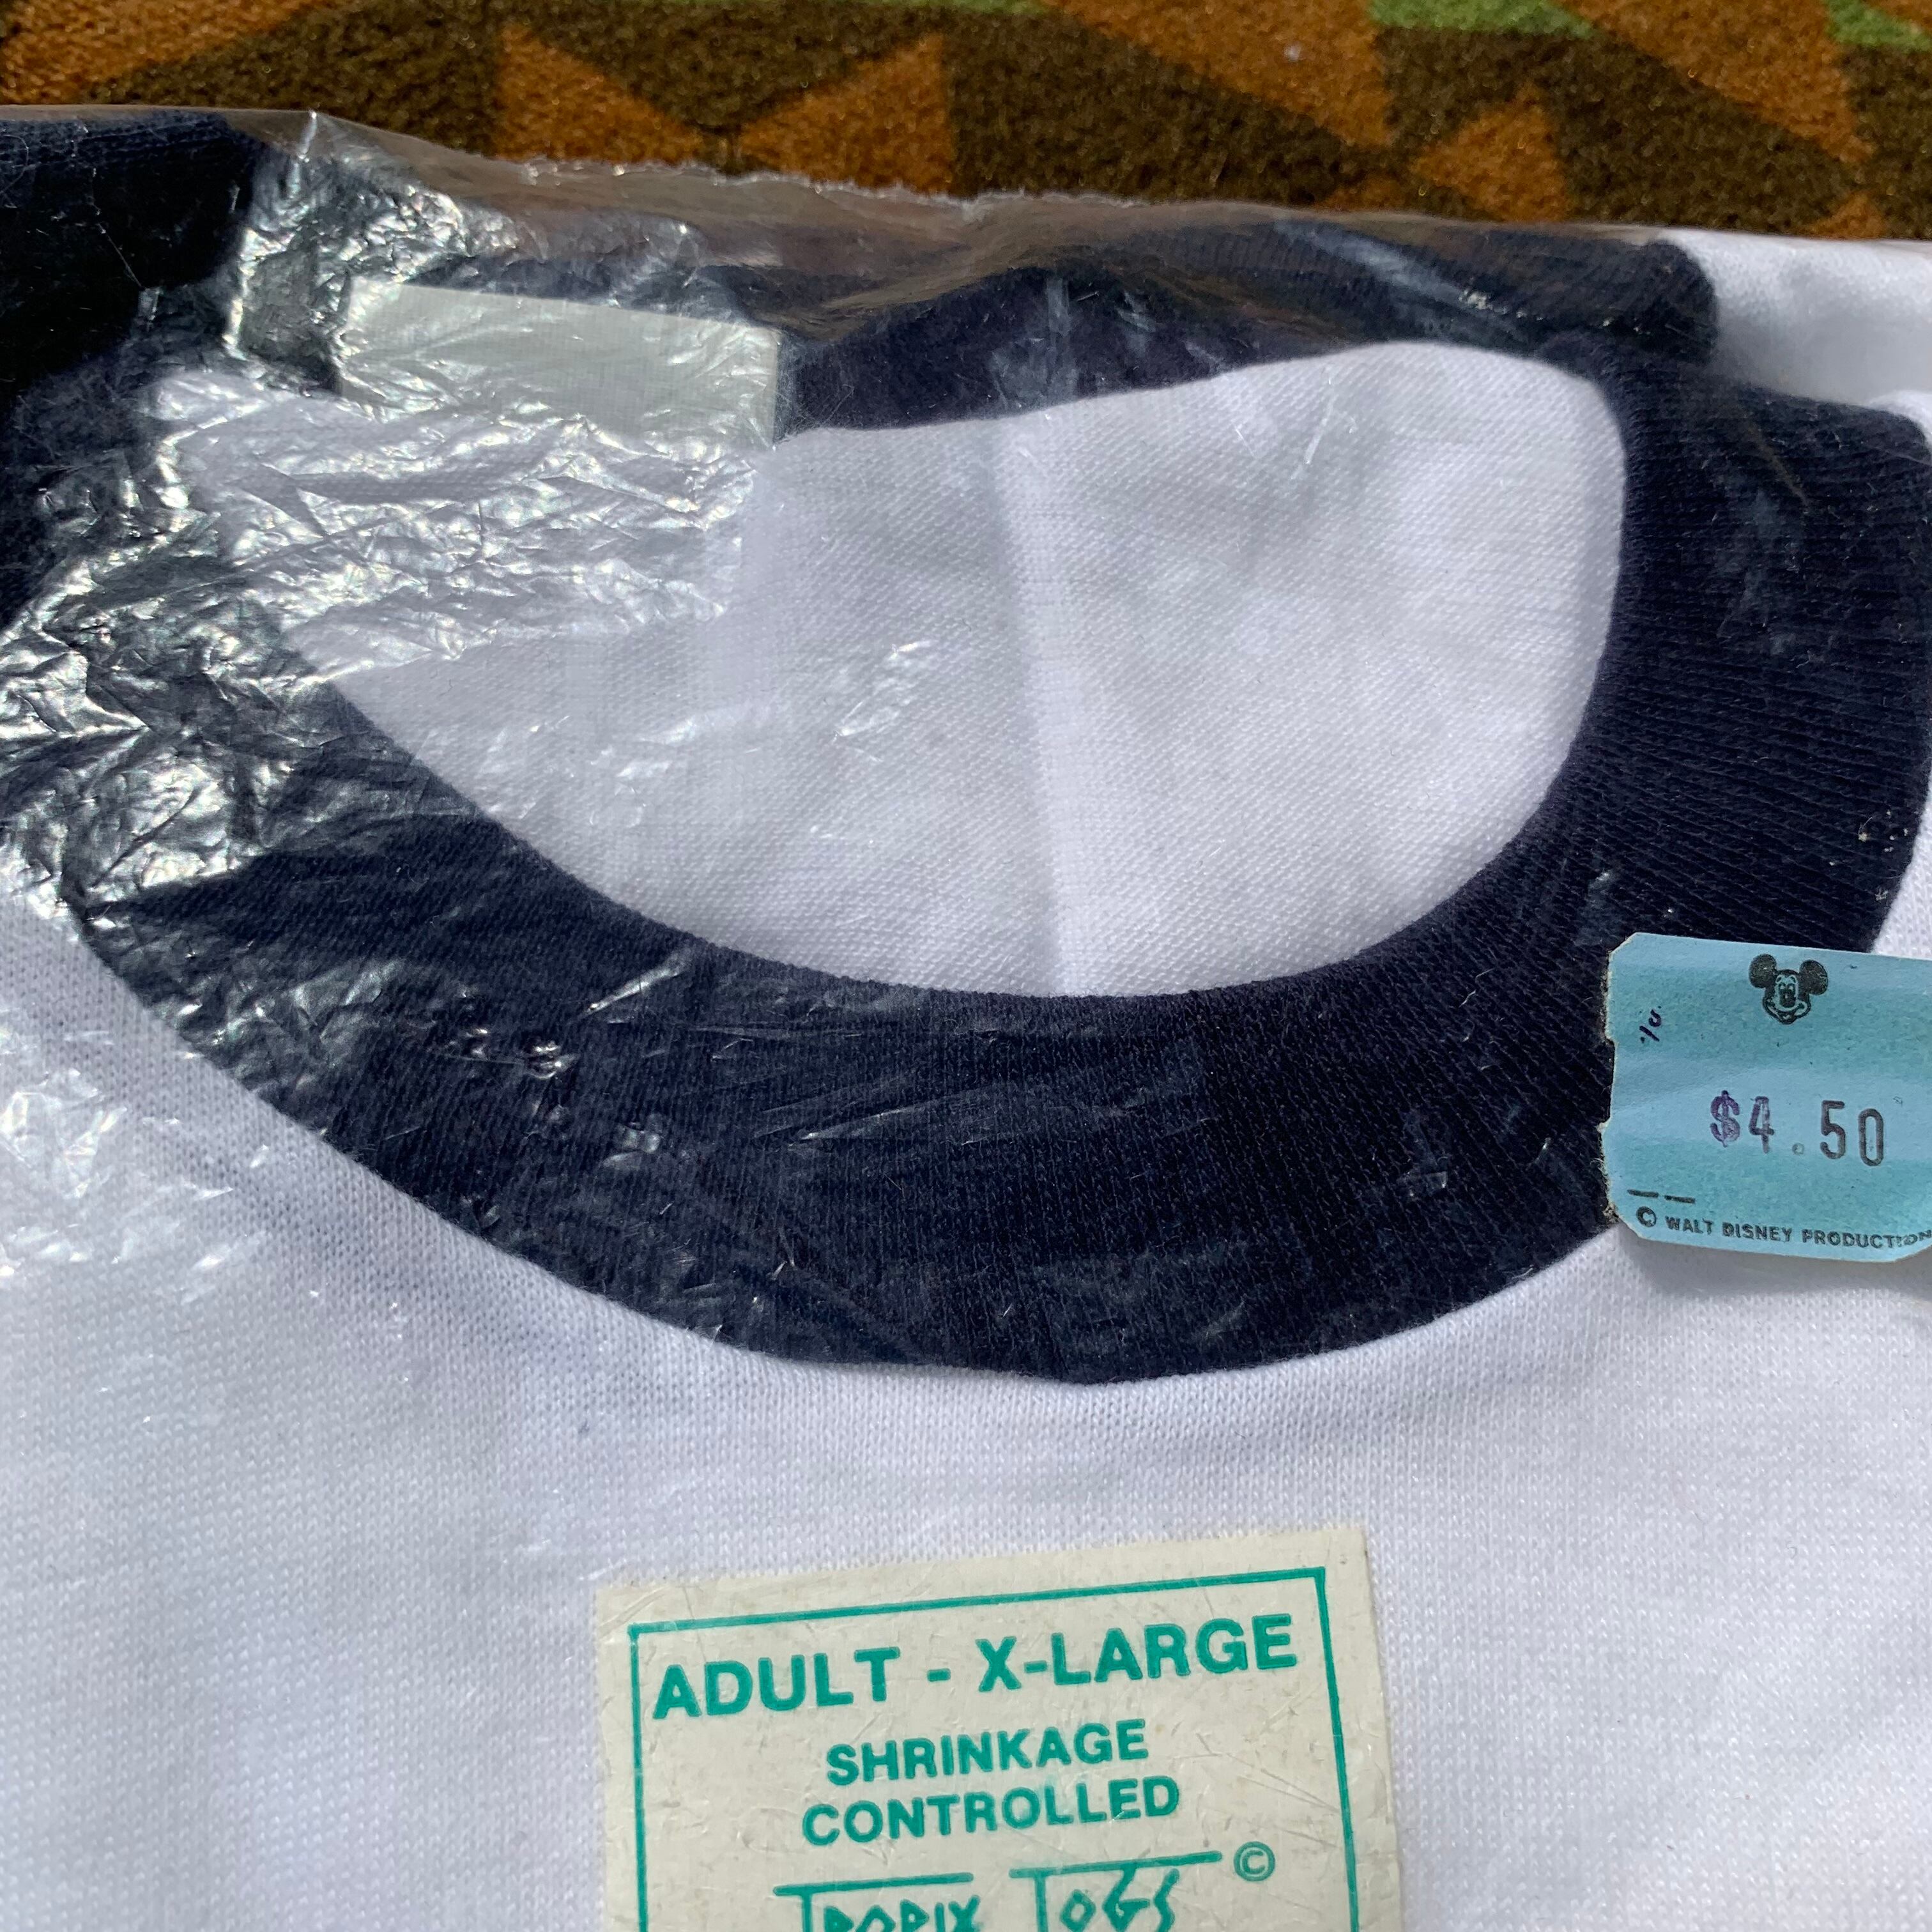 $4.50
© WALT DISNEY PRODUCTION
ADULT - X-LARGE
SHRINKAGE
CONTROLLED
TROPIX TOGS ©